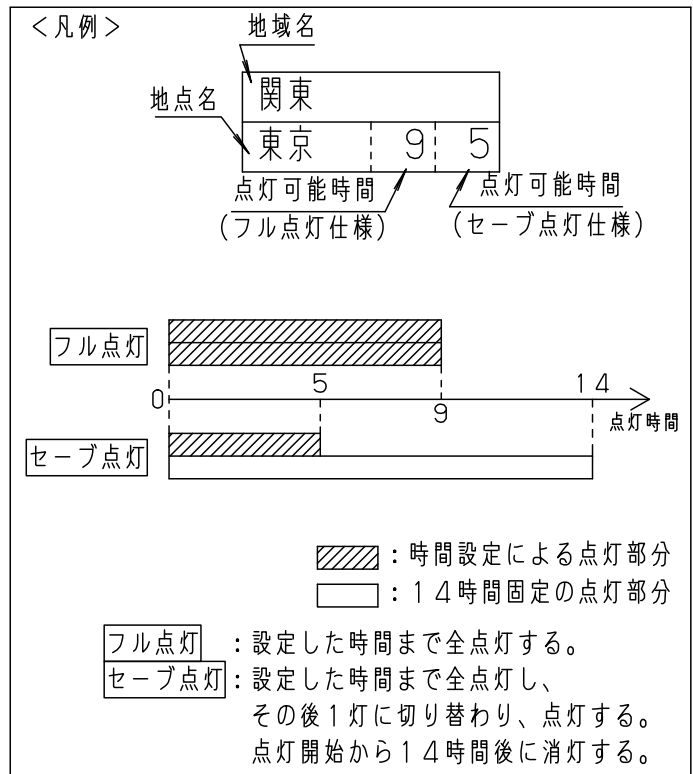 <凡例>
地域名
関東
地点名
東京 9 5
点灯可能時間
(フル点灯仕様)
点灯可能時間
(セーブ点灯仕様)
フル点灯
0 5 9 14
点灯時間
セーブ点灯
:時間設定による点灯部分
:14時間固定の点灯部分
フル点灯 :設定した時間まで全点灯する。
セーブ点灯:設定した時間まで全点灯し、
その後1灯に切り替わり、点灯する。
点灯開始から14時間後に消灯する。